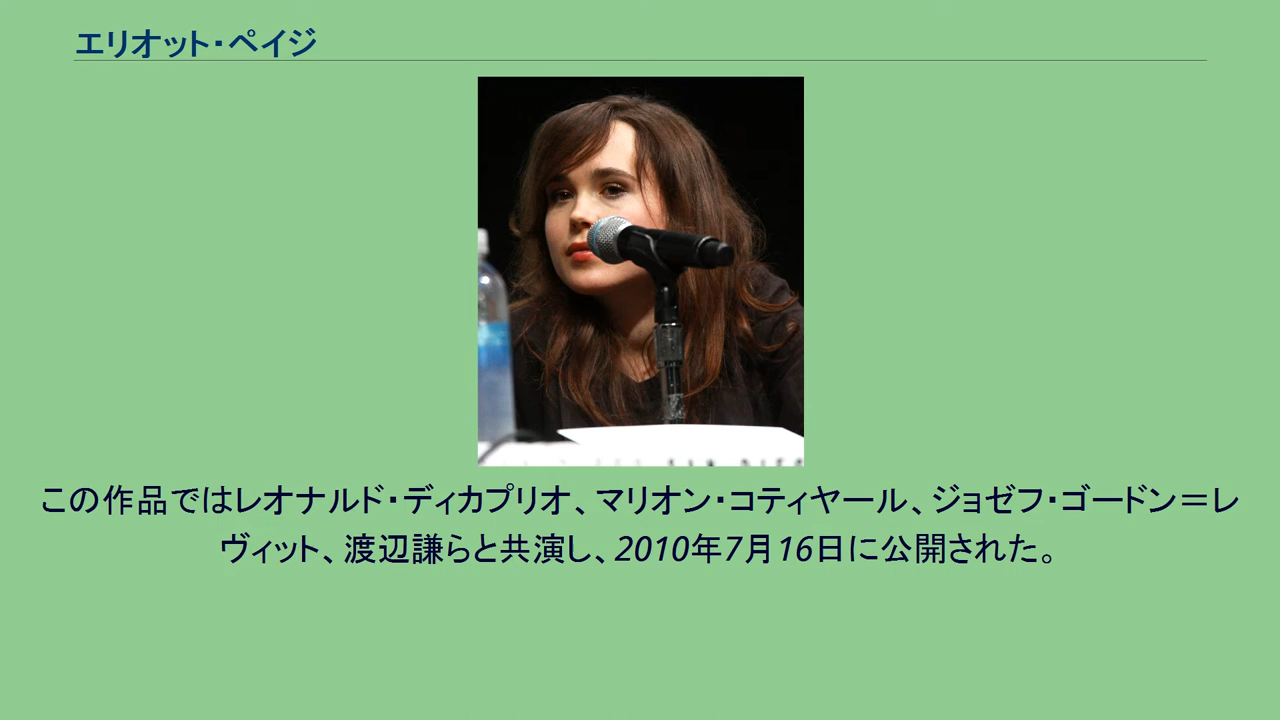 エリオット・ペイジ
この作品ではレオナルド・ディカプリオ、マリオン・コティヤール、ジョゼフ・ゴードン＝レ
ヴィット、渡辺謙らと共演し、2010年7月16日に公開された。